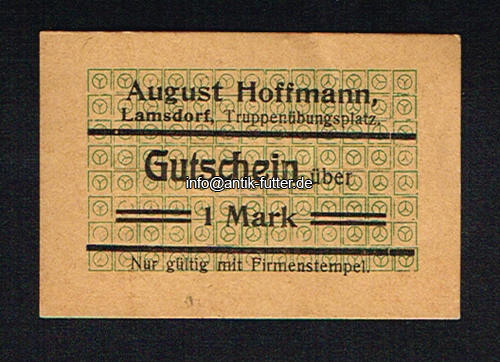 August Hoffmann,
Lamsdorf, Truppenübungsplatz.
Gutschein über
info@antik-futter.de
1 Mark
Nur gültig mit Firmenstempel.